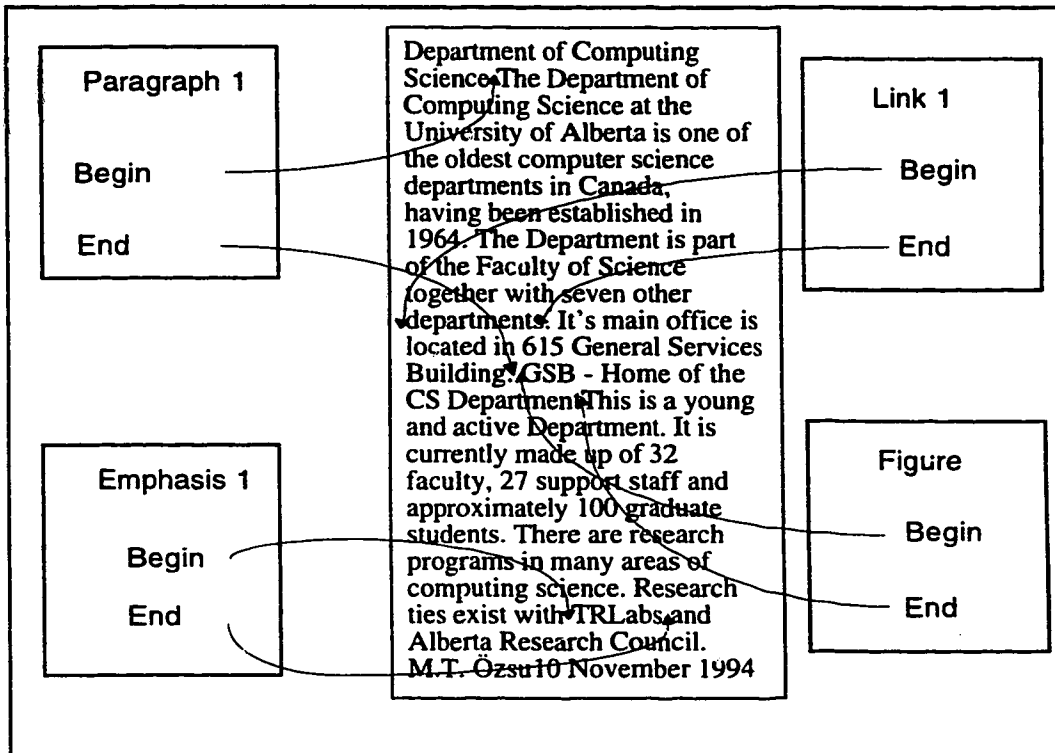 Paragraph 1
Begin
End
Department of Computing
Science The Department of
Computing Science at the
University of Alberta is one of
the oldest computer science
departments in Canada,
having been established in
1964. The Department is part
of the Faculty of Science
together with seven other
departments. It's main office is
located in 615 General Services
Building. GSB - Home of the
CS DepartmentThis is a young
and active Department. It is
currently made up of 32
faculty, 27 support staff and
approximately 100 graduate
students. There are research
programs in many areas of
computing science. Research
ties exist with TRLabs and
Alberta Research Council.
M.T. Özsu10 November 1994
Link 1
Begin
End
Emphasis 1
Begin
End
Figure
Begin
End